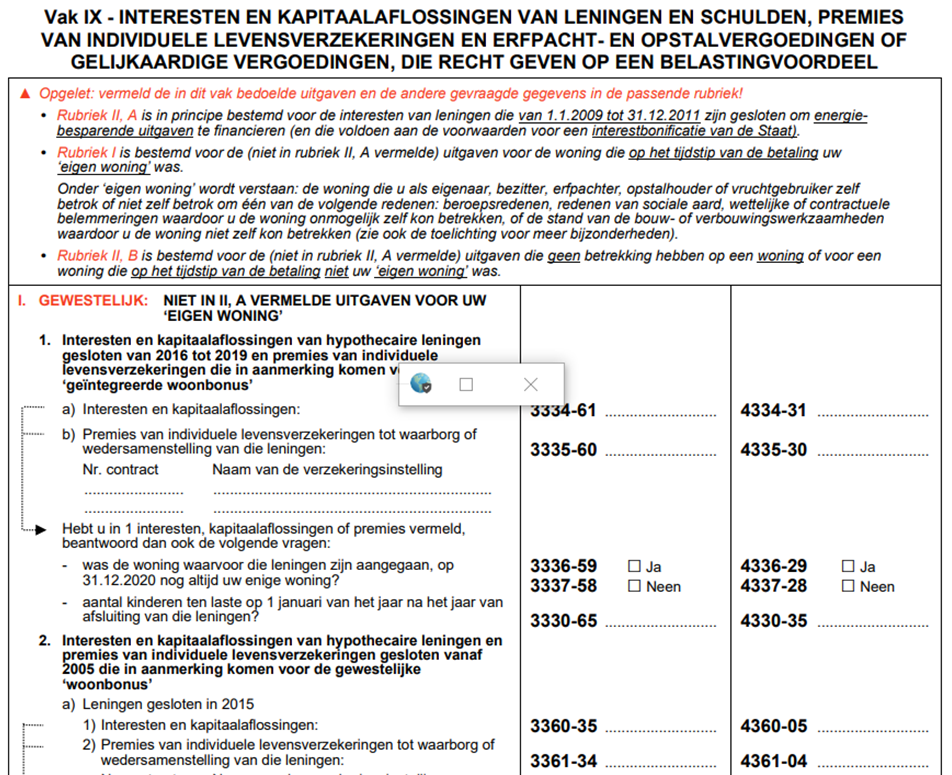 Vak IX - INTERESTEN EN KAPITAALAFLOSSINGEN VAN LENINGEN EN SCHULDEN, PREMIES
VAN INDIVIDUELE LEVENSVERZEKERINGEN EN ERFPACHT- EN OPSTALVERGOEDINGEN OF
GELIJKAARDIGE VERGOEDINGEN, DIE RECHT GEVEN OP EEN BELASTINGVOORDEEL
▲ Opgelet: vermeld de in dit vak bedoelde uitgaven en de andere gevraagde gegevens in de passende rubriek!
• Rubriek II, A is in principe bestemd voor de interesten van leningen die van 1.1.2009 tot 31.12.2011 zijn gesloten om energie-
besparende uitgaven te financieren (en die voldoen aan de voorwaarden voor een interestbonificatie van de Staat).
• Rubriek I is bestemd voor de (niet in rubriek II, A vermelde) uitgaven voor de woning die op het tijdstip van de betaling uw
‘eigen woning’ was.
Onder ‘eigen woning’ wordt verstaan: de woning die u als eigenaar, bezitter, erfpachter, opstalhouder of vruchtgebruiker zelf
betrok of niet zelf betrok om één van de volgende redenen: beroepsredenen, redenen van sociale aard, wettelijke of contractuele
belemmeringen waardoor u de woning onmogelijk zelf kon betrekken, of de stand van de bouw- of verbouwingswerkzaamheden
waardoor u de woning niet zelf kon betrekken (zie ook de toelichting voor meer bijzonderheden).
• Rubriek II, B is bestemd voor de (niet in rubriek II, A vermelde) uitgaven die geen betrekking hebben op een woning of voor een
woning die op het tijdstip van de betaling niet uw ‘eigen woning’ was.
I. GEWESTELIJK: NIET IN II, A VERMELDE UITGAVEN VOOR UW
‘EIGEN WONING’
1. Interesten en kapitaalaflossingen van hypothecaire leningen
gesloten van 2016 tot 2019 en premies van individuele
levensverzekeringen die in aanmerking komen
‘geïntegreerde woonbonus’
a) Interesten en kapitaalaflossingen: 3334-61 .......................... 4334-31 ..........................
b) Premies van individuele levensverzekeringen tot waarborg of
wedersamenstelling van die leningen: 3335-60 .......................... 4335-30 ..........................
Nr. contract Naam van de verzekeringsinstelling
........................ ..................................................................
........................ ..................................................................
Hebt u in 1 interesten, kapitaalaflossingen of premies vermeld,
beantwoord dan ook de volgende vragen:
- was de woning waarvoor die leningen zijn aangegaan, op 3336-59 ☐ Ja 4336-29 ☐ Ja
31.12.2020 nog altijd uw enige woning? 3337-58 ☐ Neen 4337-28 ☐ Neen
- aantal kinderen ten laste op 1 januari van het jaar na het jaar van
afsluiting van die leningen? 3330-65 .......................... 4330-35 ..........................
2. Interesten en kapitaalaflossingen van hypothecaire leningen en
premies van individuele levensverzekeringen gesloten vanaf
2005 die in aanmerking komen voor de gewestelijke
‘woonbonus’
a) Leningen gesloten in 2015
1) Interesten en kapitaalaflossingen: 3360-35 .......................... 4360-05 ..........................
2) Premies van individuele levensverzekeringen tot waarborg of
wedersamenstelling van die leningen: 3361-34 .......................... 4361-04 ..........................